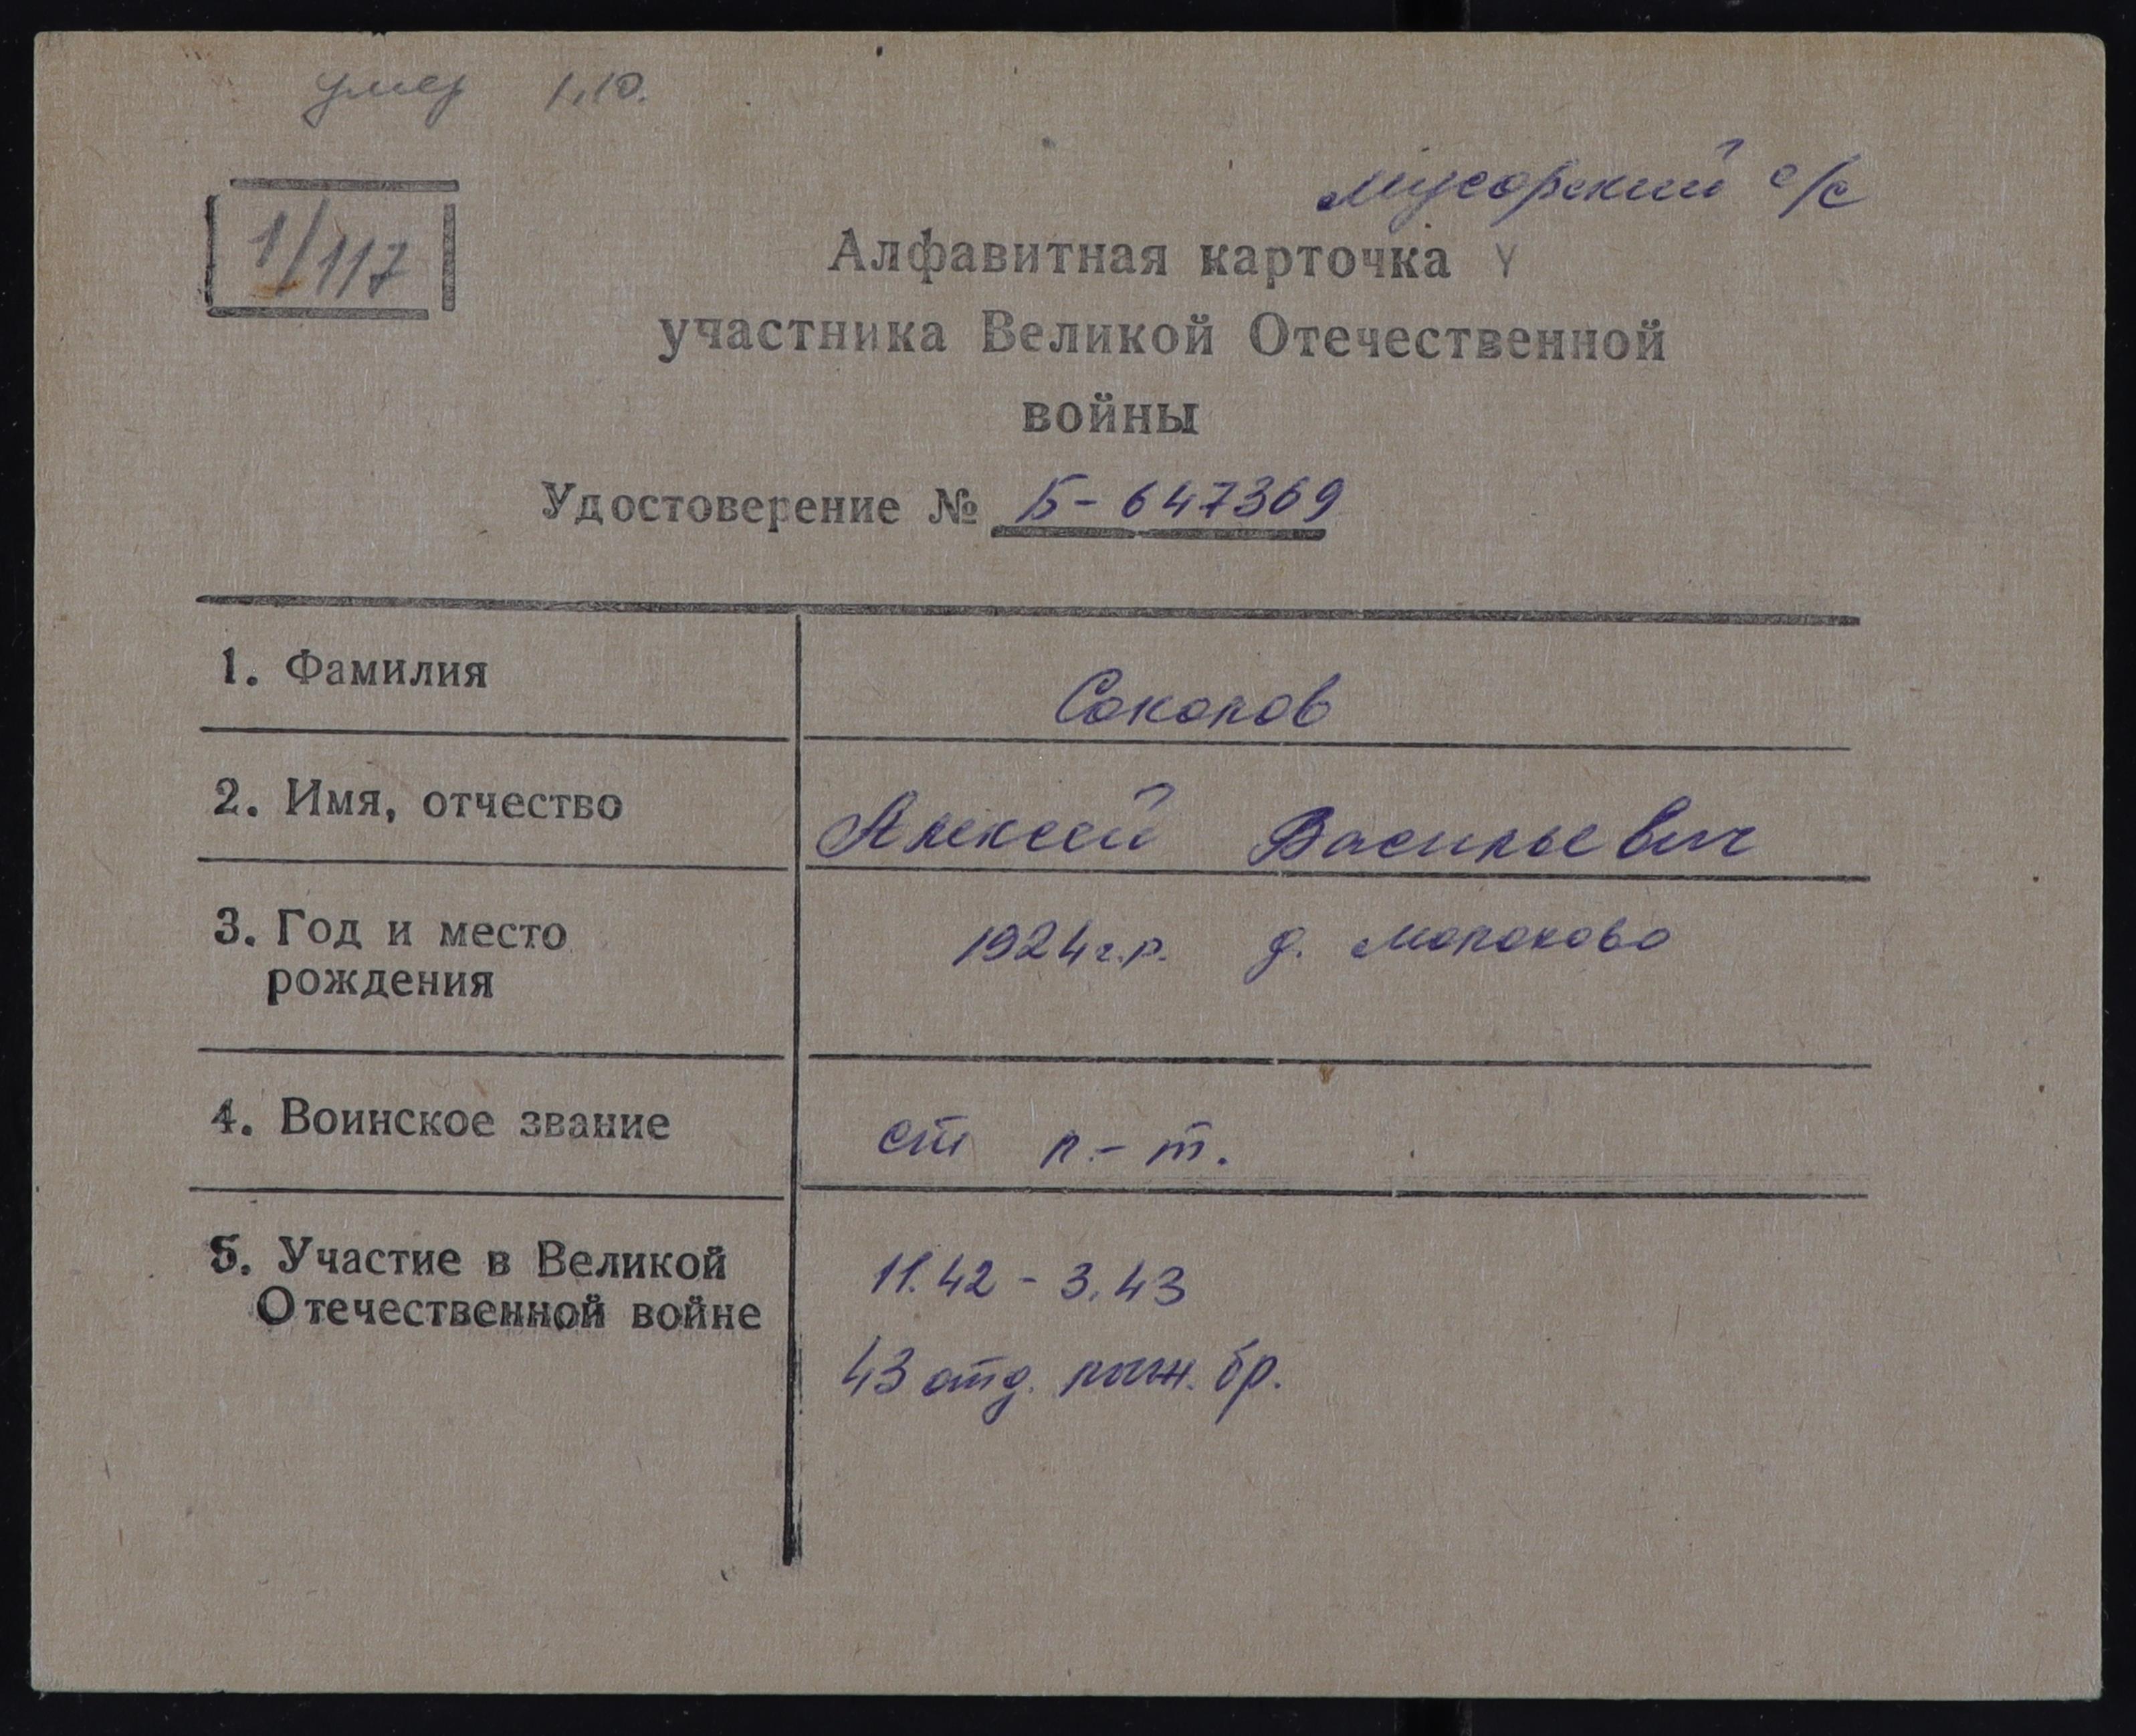 умер 1.10.
Мусорский с/с
1/117
Алфавитная карточка
участника Великой Отечественной
войны
Удостоверение № Б-647369
1. Фамилия
Соколов
2. Имя, отчество
Алексей Васильевич
3. Год и место
рождения
1924 г.р. д. Молоково
4. Воинское звание
ст л.-т.
5. Участие в Великой
Отечественной войне
11.42 - 3.43
43 отд. лыжн. бр.